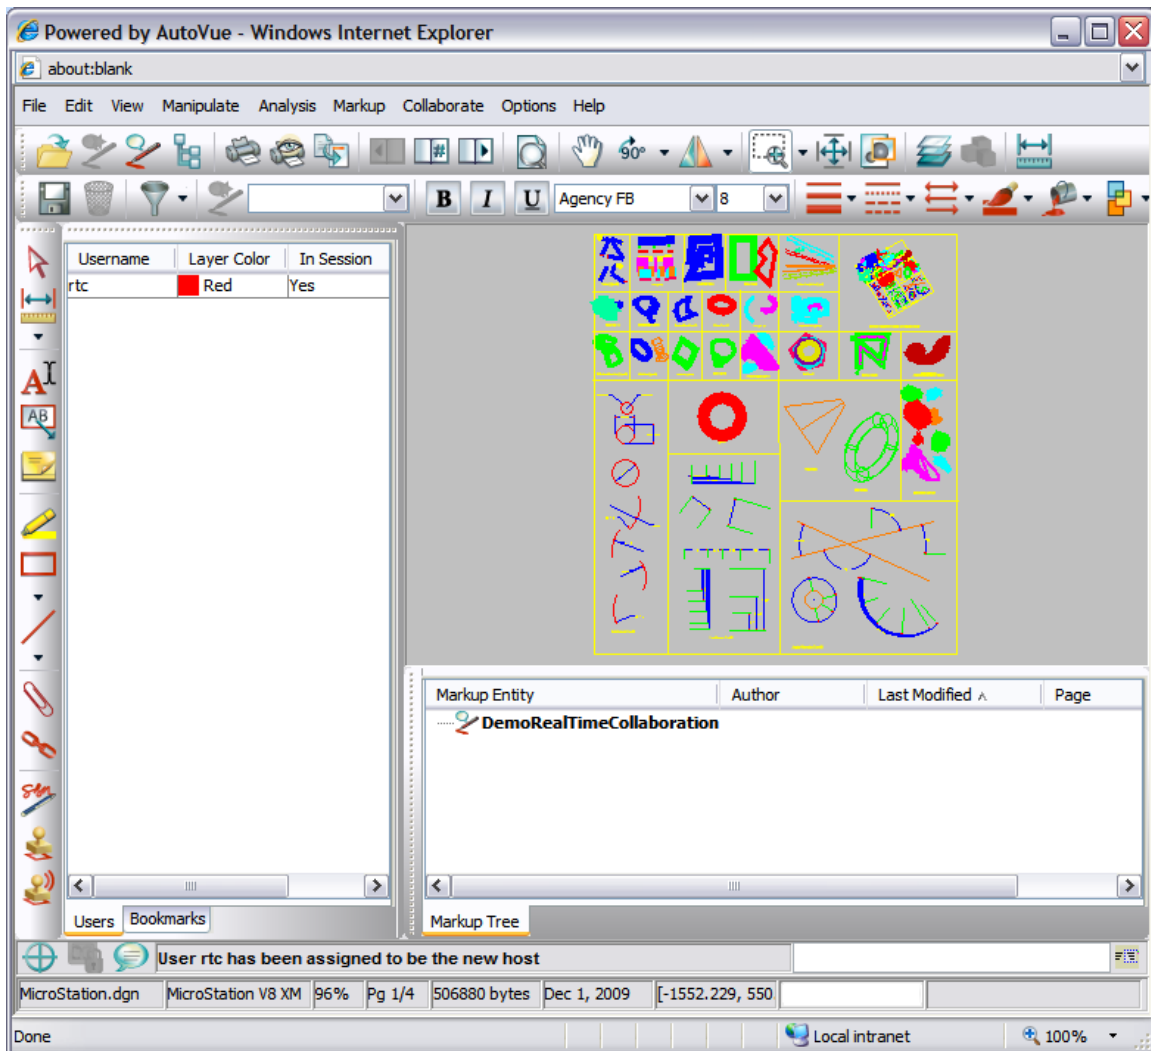 Powered by AutoVue - Windows Internet Explorer
about:blank
File Edit View Manipulate Analysis Markup Collaborate Options Help
# 90°
B I U Agency FB 8
Username Layer Color In Session
rtc Red Yes
A
AB
Markup Entity Author Last Modified Page
DemoRealTimeCollaboration
Users Bookmarks
Markup Tree
User rtc has been assigned to be the new host
MicroStation.dgn MicroStation V8 XM 96% Pg 1/4 506880 bytes Dec 1, 2009 [-1552.229, 550
Done Local intranet 100%